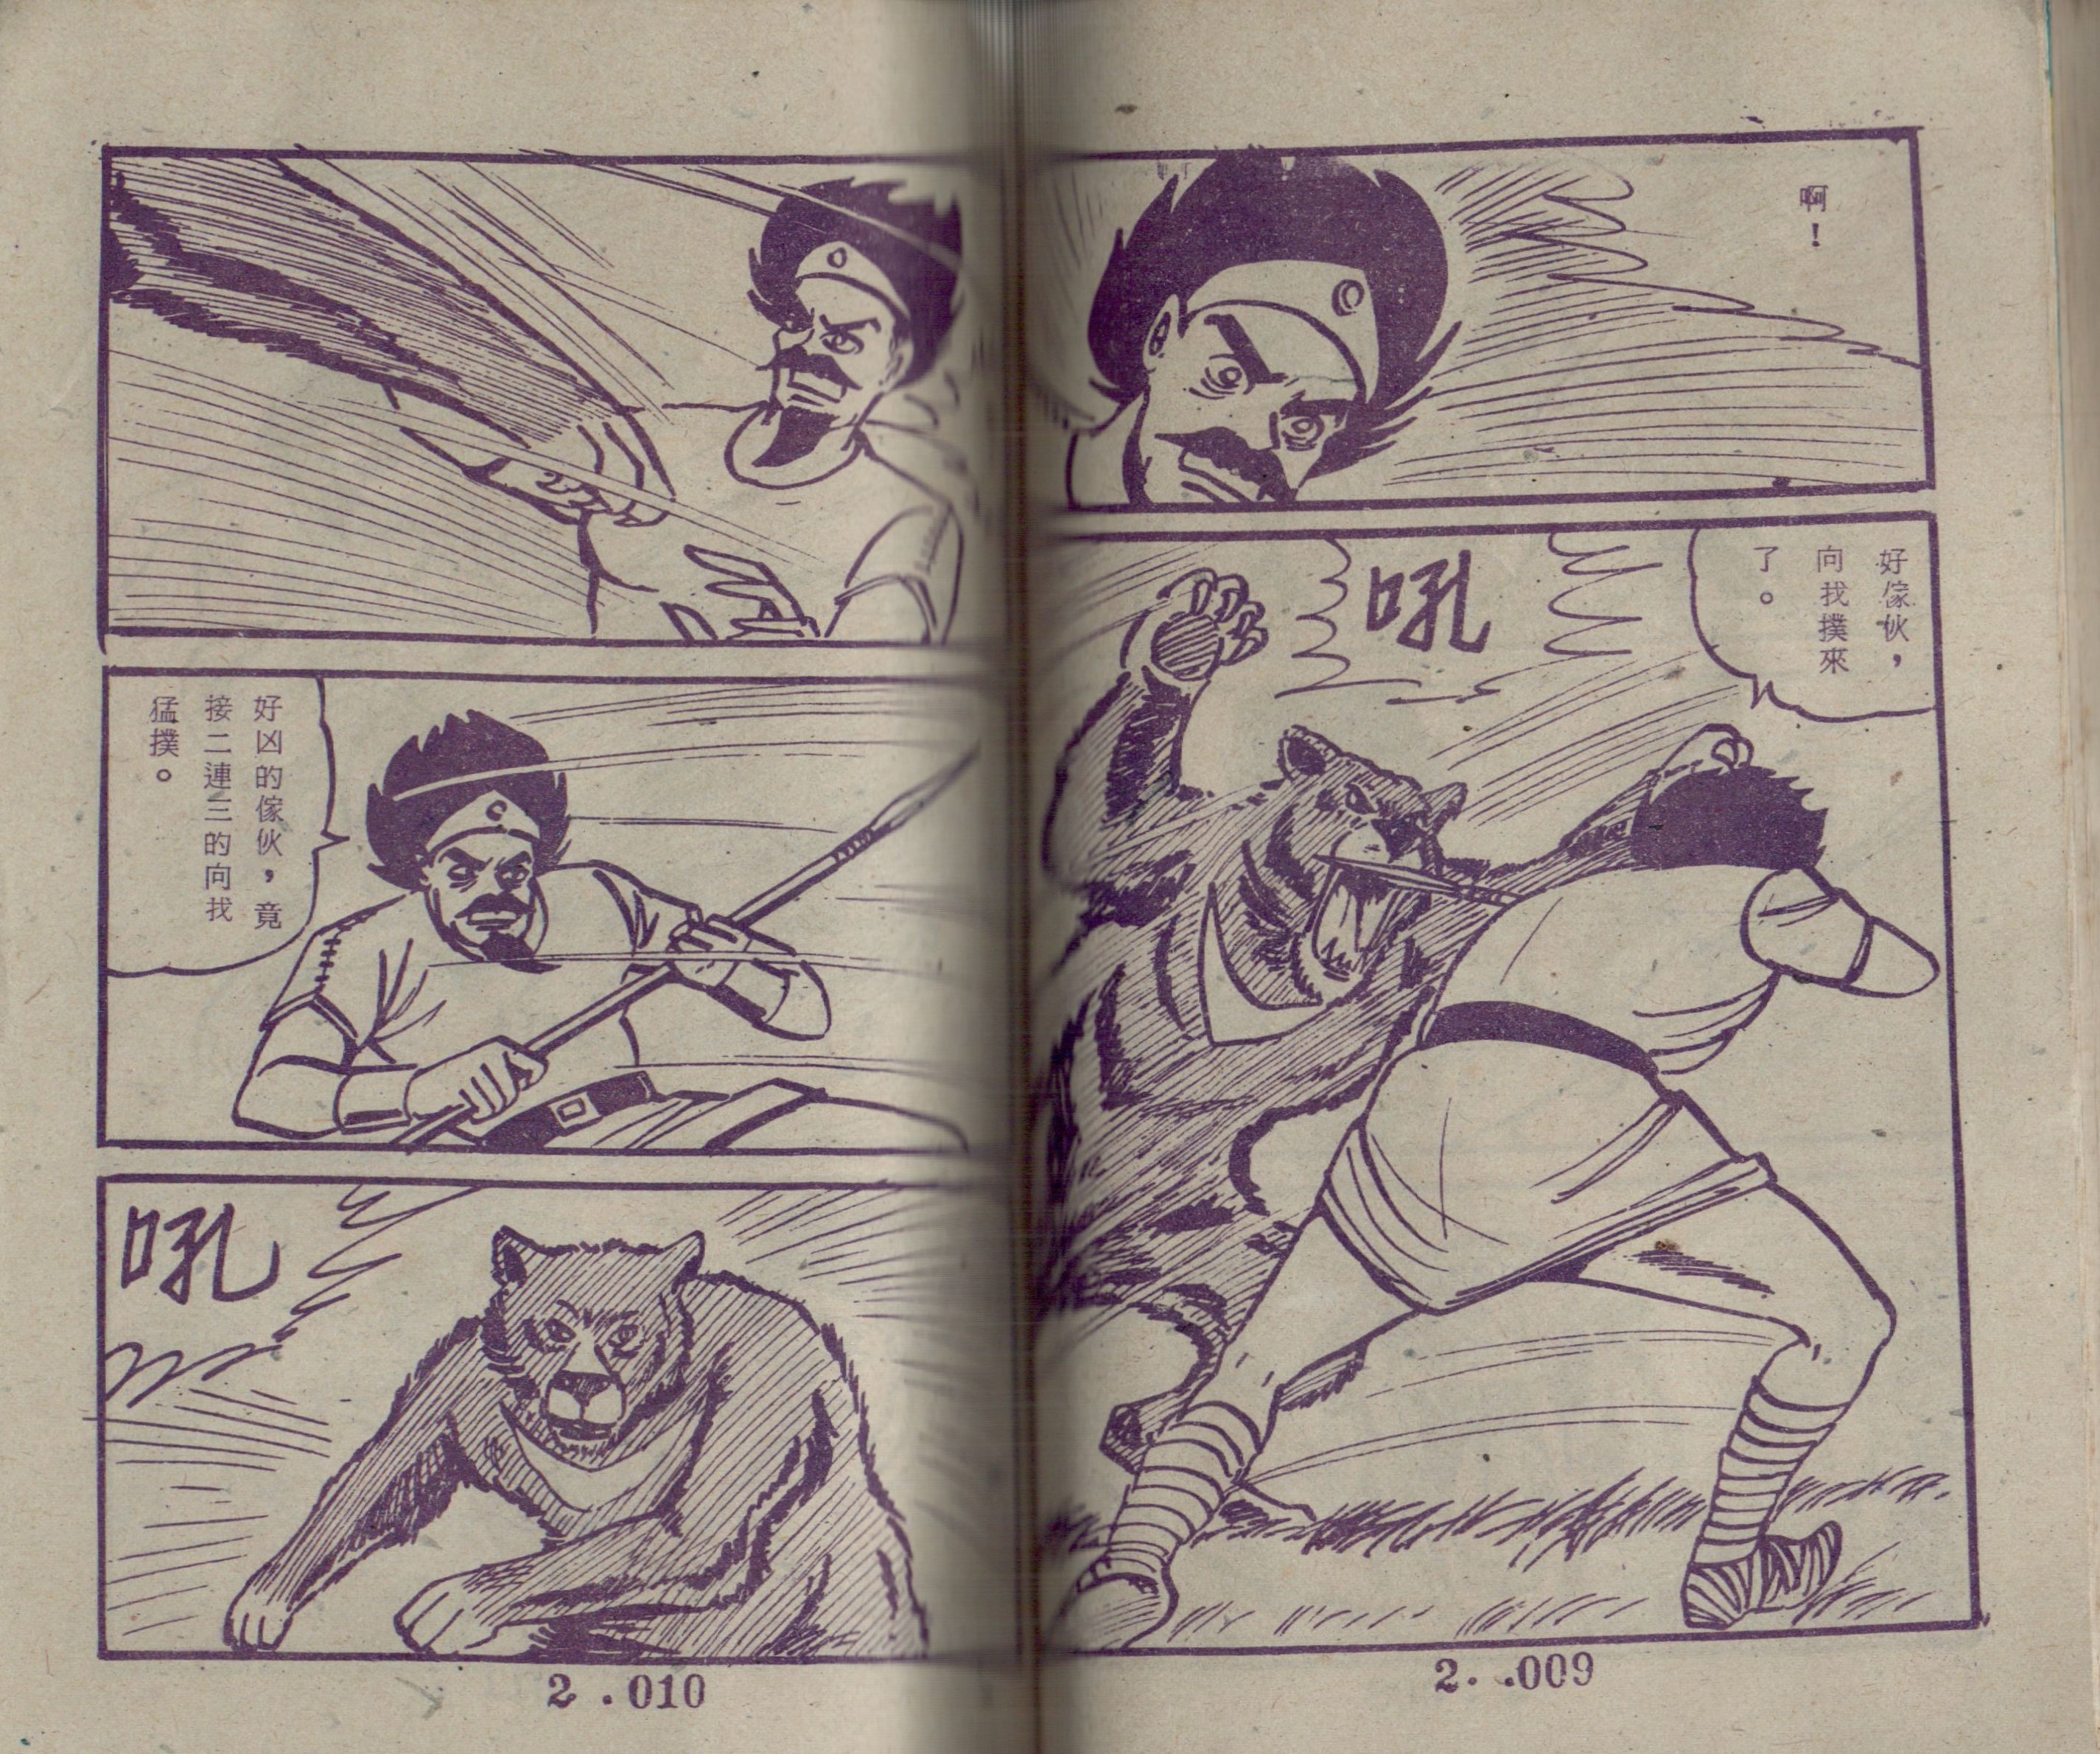 啊！
吼
好傢伙，
向找撲來
了。
2. .009
好凶的傢伙，竟
接二連三的向找
猛撲。
吼
2 .010